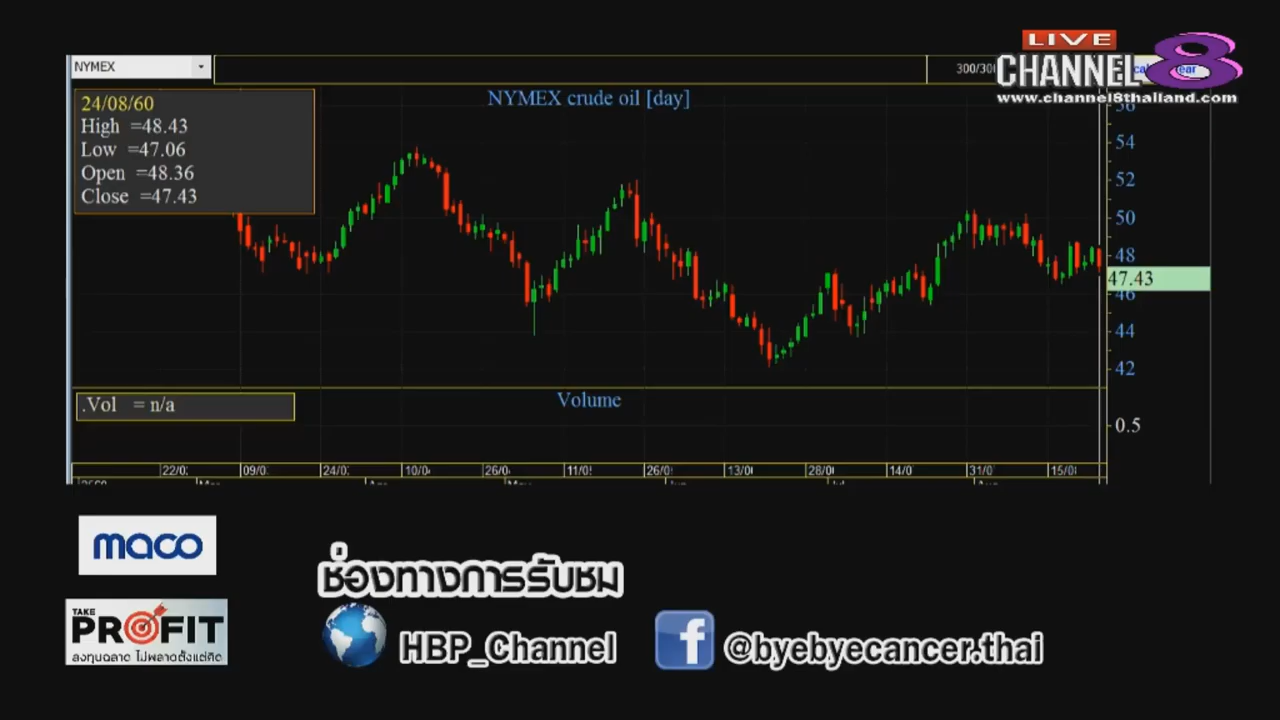 LIVE
CHANNEL 8
www.channel8thailand.com
NYMEX
300/300
24/08/60
High =48.43
Low =47.06
Open =48.36
Close =47.43
NYMEX crude oil [day]
56
54
52
50
48
47.43
46
44
42
.Vol = n/a
Volume
0.5
22/0
09/0
24/0
10/0
26/0
11/0
26/0
13/0
28/0
14/0
31/0
15/0
maco
TAKE
PROFIT
ลงทุนฉลาด ไม่พลาดตั้งแต่คิด
ช่องทางการรับชม
HBP_Channel
@byebyecancer.thai